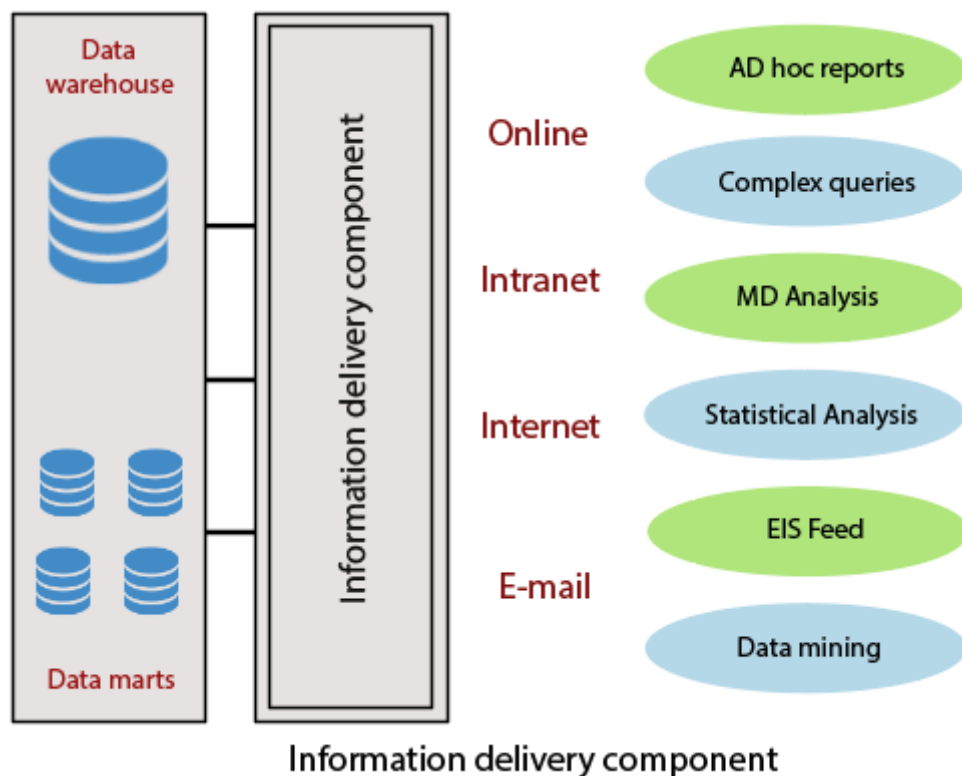 Data
warehouse
Data marts
Information delivery component
Online
Intranet
Internet
E-mail
AD hoc reports
Complex queries
MD Analysis
Statistical Analysis
EIS Feed
Data mining
Information delivery component